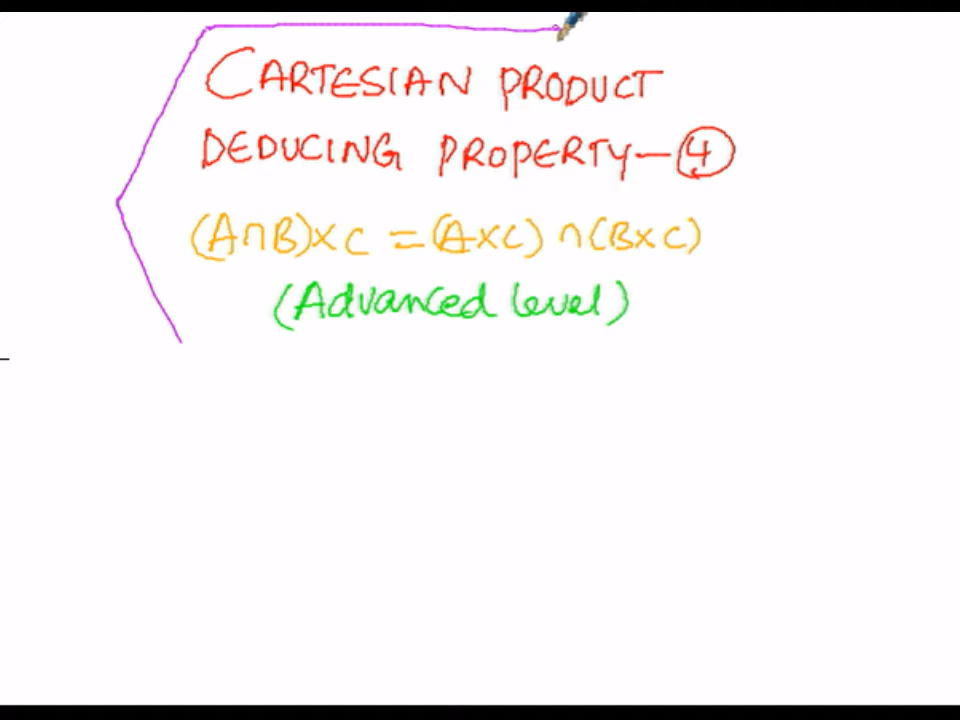 CARTESIAN PRODUCT
DEDUCING PROPERTY-④
(A∩B)×C = (A×C) ∩ (B×C)
(Advanced level)